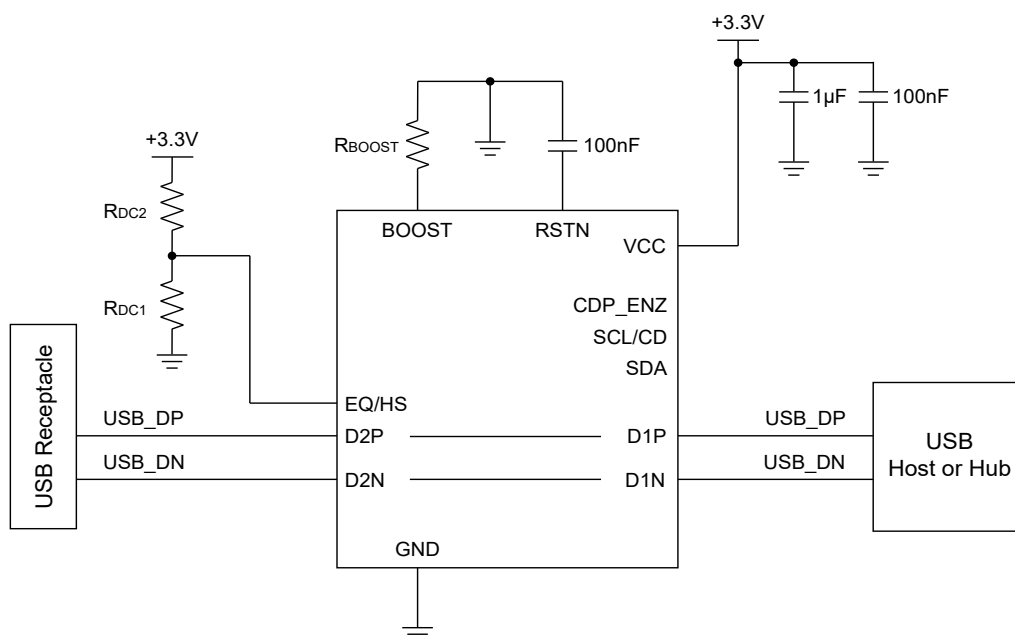 +3.3V
1µF
100nF
RBOOST
100nF
+3.3V
RDC2
RDC1
BOOST
RSTN
VCC
CDP_ENZ
SCL/CD
SDA
EQ/HS
USB Receptacle
USB_DP
D2P
D1P
USB_DP
USB_DN
D2N
D1N
USB_DN
USB
Host or Hub
GND